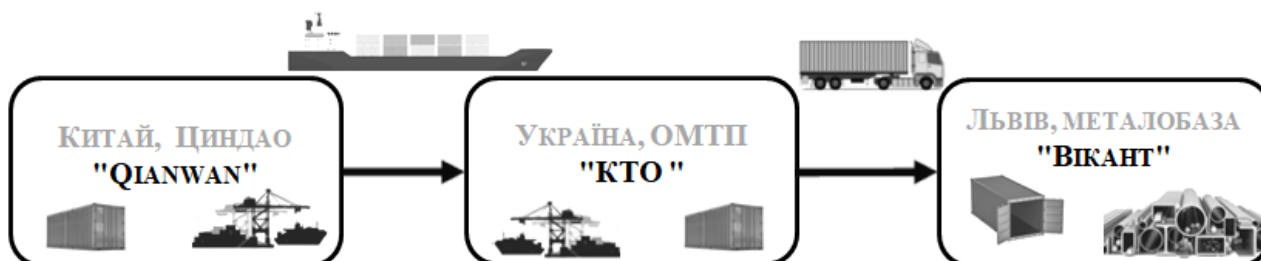 Китай, Циндао
"Qianwan"
Україна, ОМТП
"КТО "
Львів, металобаза
"Вікант"